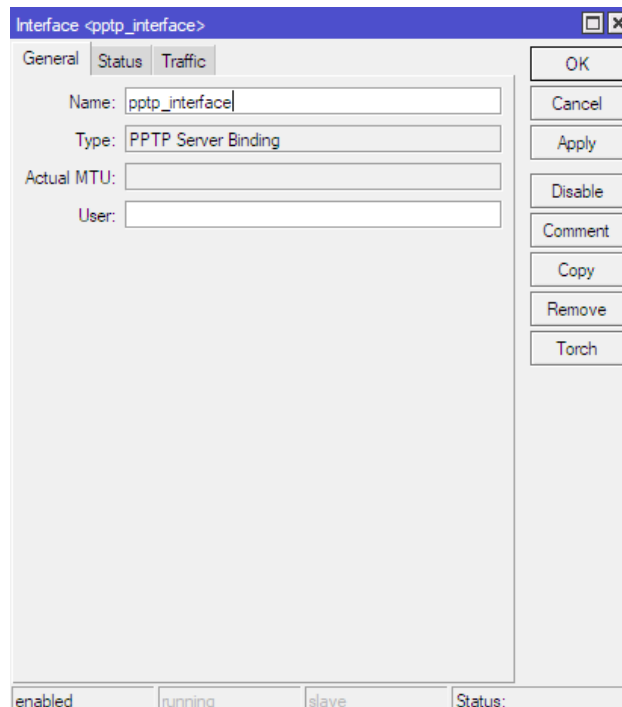 Interface <pptp_interface>
General Status Traffic
Name: pptp_interface
Type: PPTP Server Binding
Actual MTU:
User:
OK
Cancel
Apply
Disable
Comment
Copy
Remove
Torch
enabled running slave Status: